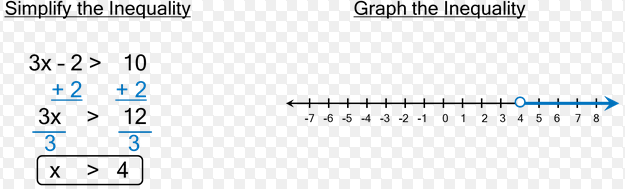 Simplify the Inequality
3x - 2 > 10
+ 2 + 2
3x > 12
3 3
x > 4
Graph the Inequality
-7 -6 -5 -4 -3 -2 -1 0 1 2 3 4 5 6 7 8